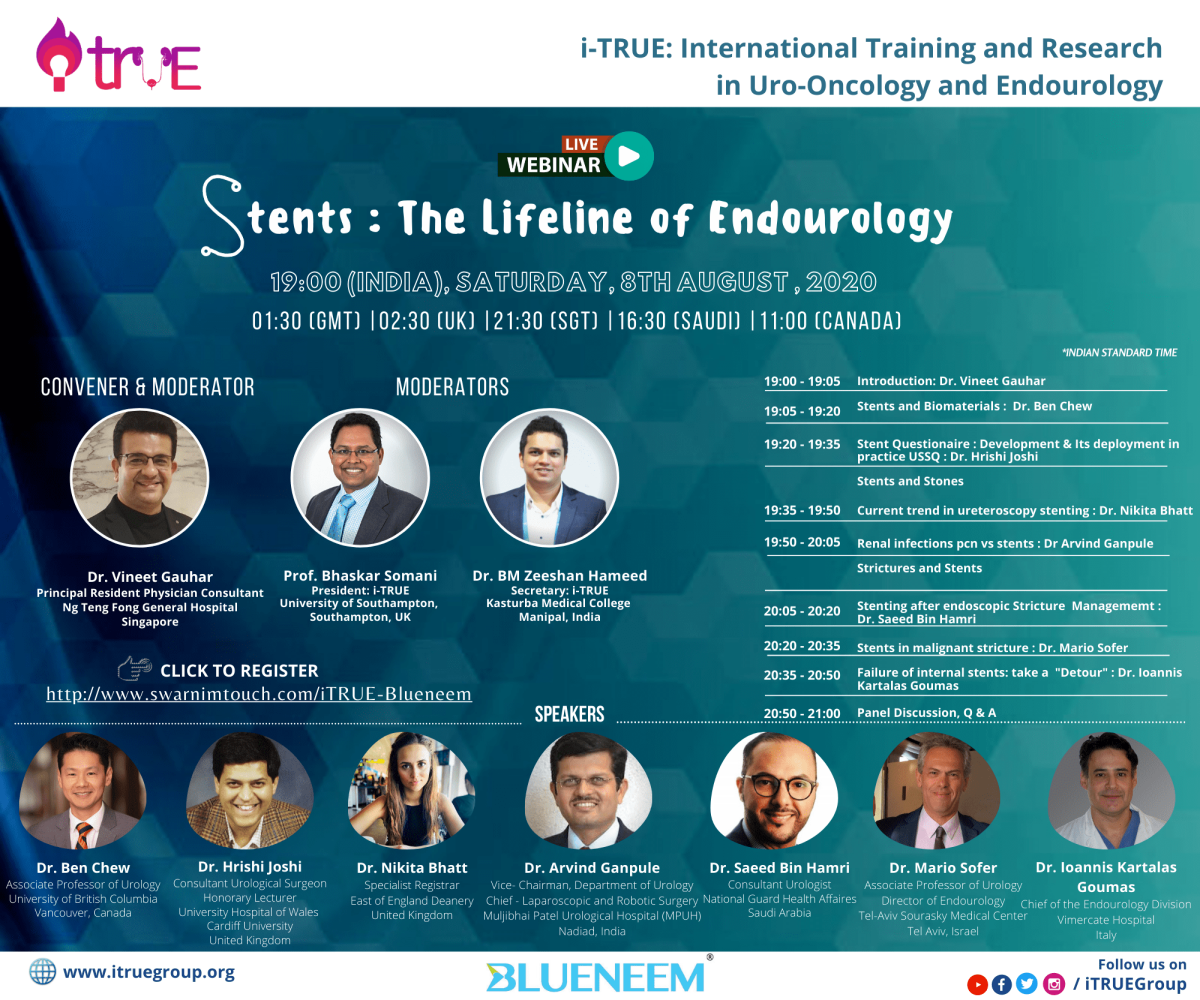 trUE
i-TRUE: International Training and Research
in Uro-Oncology and Endourology
LIVE
WEBINAR
Stents : The Lifeline of Endourology
19:00 (INDIA), SATURDAY, 8TH AUGUST , 2020
01:30 (GMT) |02:30 (UK) |21:30 (SGT) |16:30 (SAUDI) |11:00 (CANADA)
*INDIAN STANDARD TIME
CONVENER & MODERATOR
Dr. Vineet Gauhar
Principal Resident Physician Consultant
Ng Teng Fong General Hospital
Singapore
MODERATORS
Prof. Bhaskar Somani
President: i-TRUE
University of Southampton,
Southampton, UK
Dr. BM Zeeshan Hameed
Secretary: i-TRUE
Kasturba Medical College
Manipal, India
19:00 - 19:05 Introduction: Dr. Vineet Gauhar
19:05 - 19:20 Stents and Biomaterials : Dr. Ben Chew
19:20 - 19:35 Stent Questionaire : Development & Its deployment in
practice USSQ : Dr. Hrishi Joshi
Stents and Stones
19:35 - 19:50 Current trend in ureteroscopy stenting : Dr. Nikita Bhatt
19:50 - 20:05 Renal infections pcn vs stents : Dr Arvind Ganpule
Strictures and Stents
20:05 - 20:20 Stenting after endoscopic Stricture Managememt :
Dr. Saeed Bin Hamri
20:20 - 20:35 Stents in malignant stricture : Dr. Mario Sofer
20:35 - 20:50 Failure of internal stents: take a "Detour" : Dr. Ioannis
Kartalas Goumas
20:50 - 21:00 Panel Discussion, Q & A
CLICK TO REGISTER
http://www.swarnimtouch.com/iTRUE-Blueneem
SPEAKERS
Dr. Ben Chew
Associate Professor of Urology
University of British Columbia
Vancouver, Canada
Dr. Hrishi Joshi
Consultant Urological Surgeon
Honorary Lecturer
University Hospital of Wales
Cardiff University
United Kingdom
Dr. Nikita Bhatt
Specialist Registrar
East of England Deanery
United Kingdom
Dr. Arvind Ganpule
Vice- Chairman, Department of Urology
Chief - Laparoscopic and Robotic Surgery
Muljibhai Patel Urological Hospital (MPUH)
Nadiad, India
Dr. Saeed Bin Hamri
Consultant Urologist
National Guard Health Affaires
Saudi Arabia
Dr. Mario Sofer
Associate Professor of Urology
Director of Endourology
Tel-Aviv Sourasky Medical Center
Tel Aviv, Israel
Dr. Ioannis Kartalas
Goumas
Chief of the Endourology Division
Vimercate Hospital
Italy
www.itruegroup.org
BLUENEEM®
Follow us on
/ iTRUEGroup